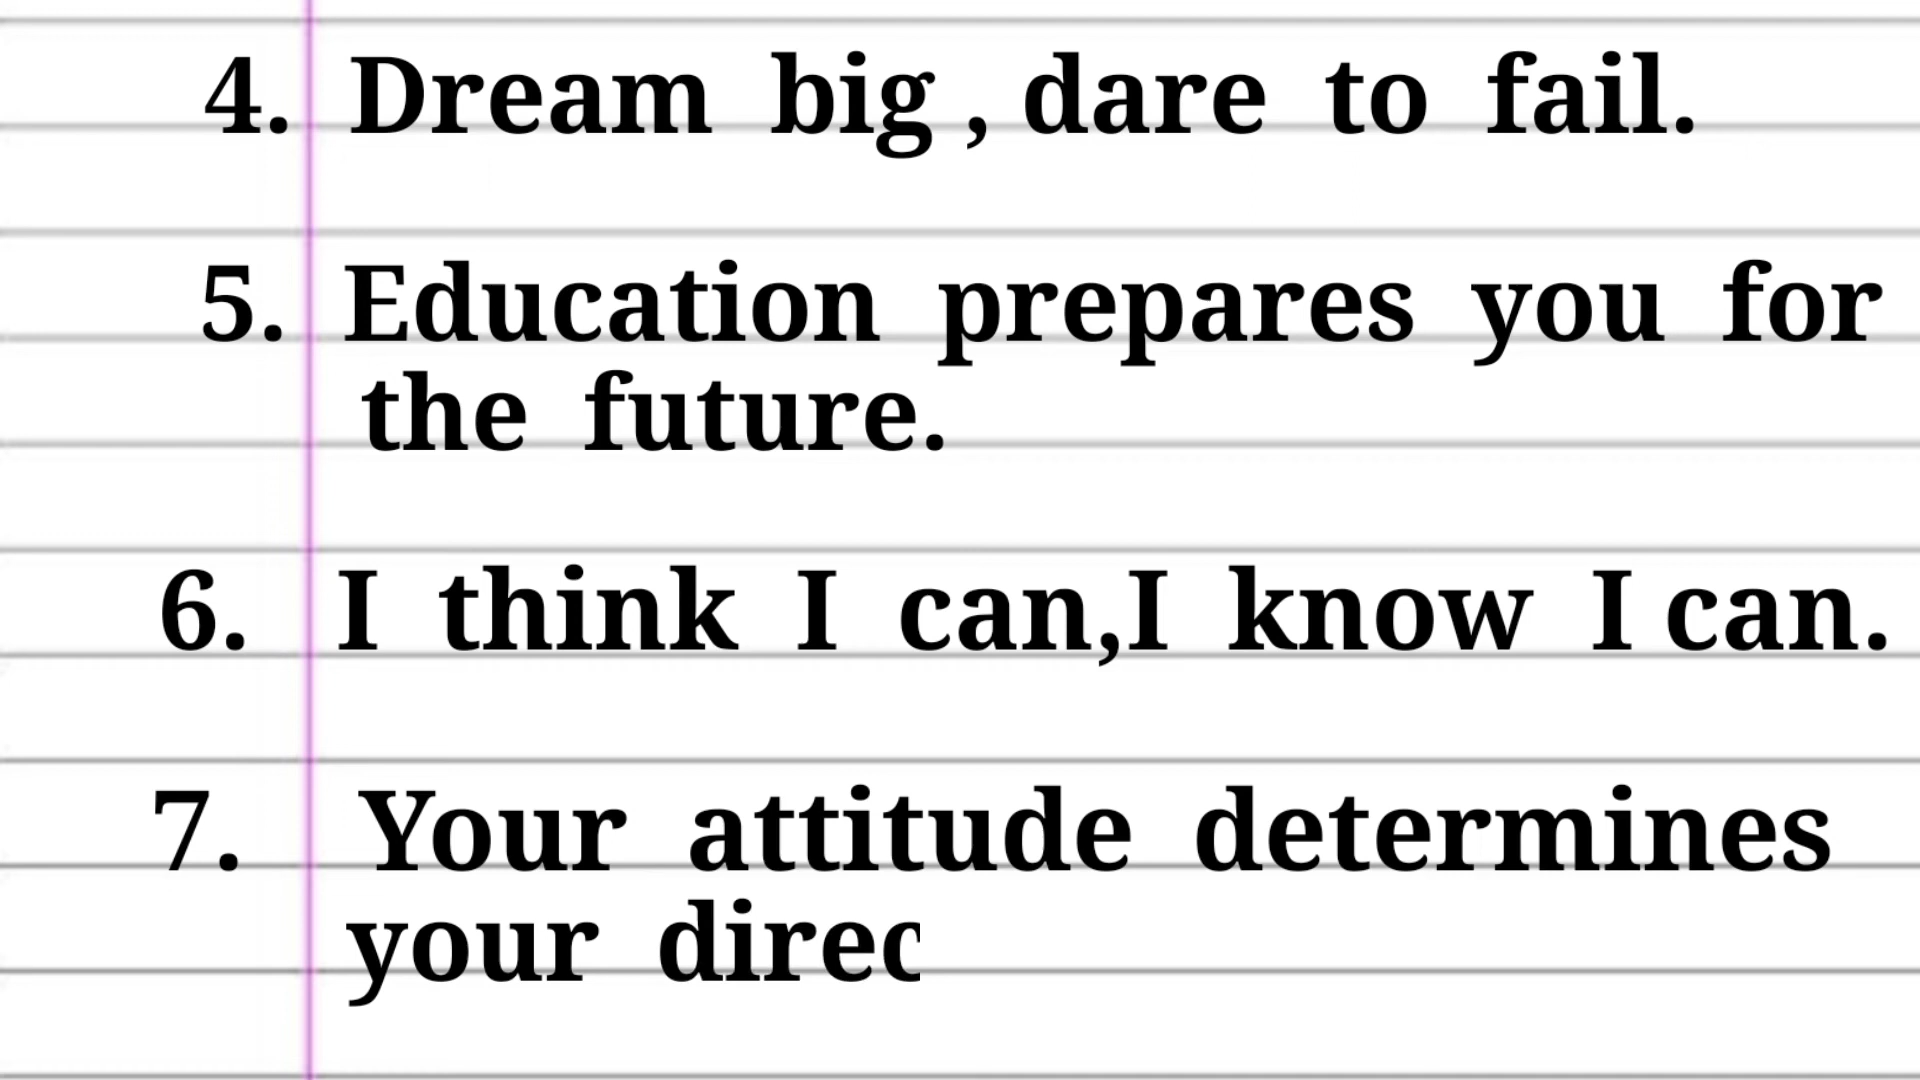 4. Dream big , dare to fail.
5. Education prepares you for
the future.
6. I think I can,I know I can.
7. Your attitude determines
your direc